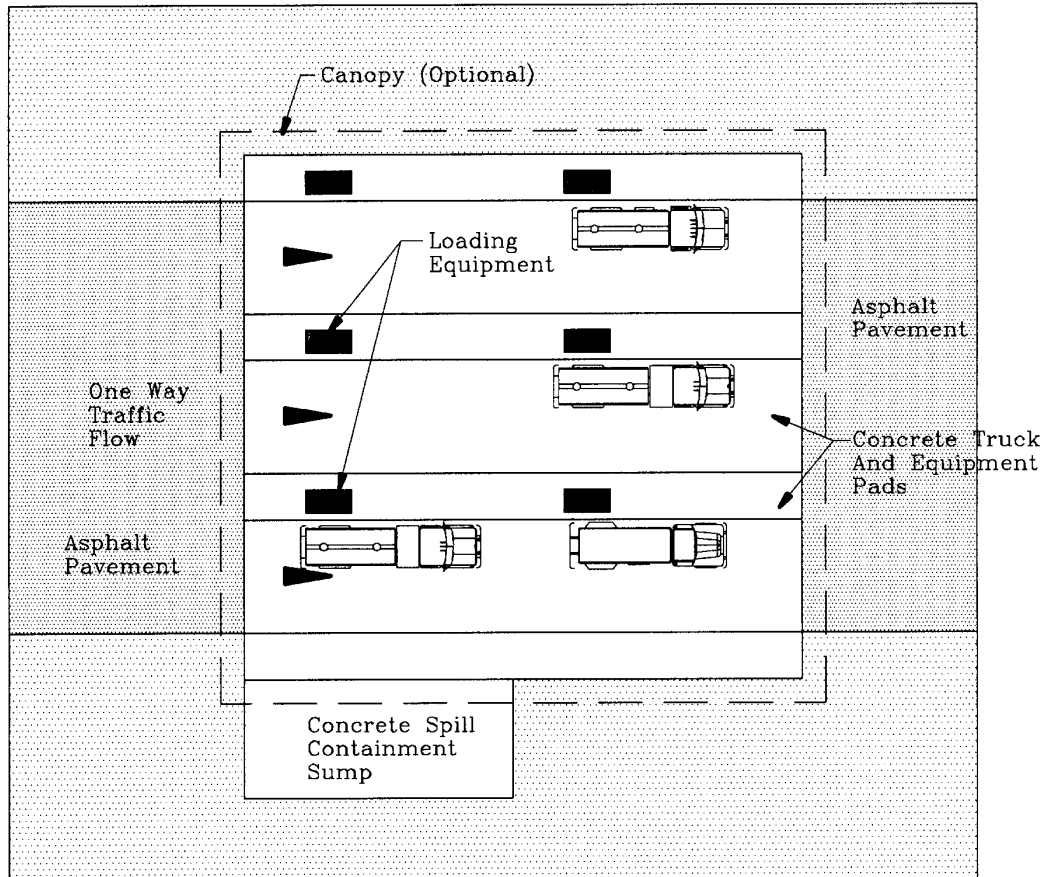 Canopy (Optional)
Loading
Equipment
Asphalt
Pavement
One Way
Traffic
Flow
Concrete Truck
And Equipment
Pads
Asphalt
Pavement
Concrete Spill
Containment
Sump